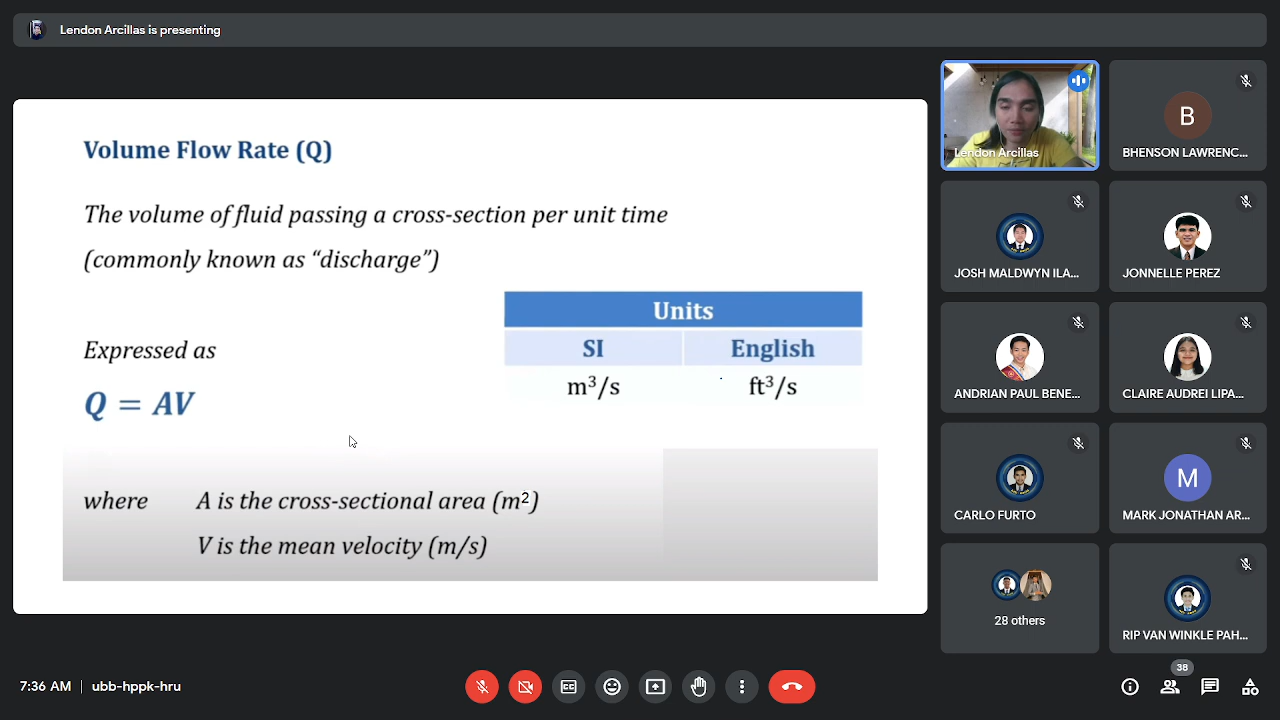 Lendon Arcillas is presenting
Volume Flow Rate (Q)
The volume of fluid passing a cross-section per unit time
(commonly known as “discharge”)
Units
SI English
m³/s ft³/s
Expressed as
Q = AV
where A is the cross-sectional area (m²)
V is the mean velocity (m/s)
Lendon Arcillas
B
BHENSON LAWRENC...
JOSH MALDWYN ILA...
JONNELLE PEREZ
ANDRIAN PAUL BENE...
CLAIRE AUDREI LIPA...
CARLO FURTO
M
MARK JONATHAN AR...
28 others
RIP VAN WINKLE PAH...
7:36 AM | ubb-hppk-hru
38